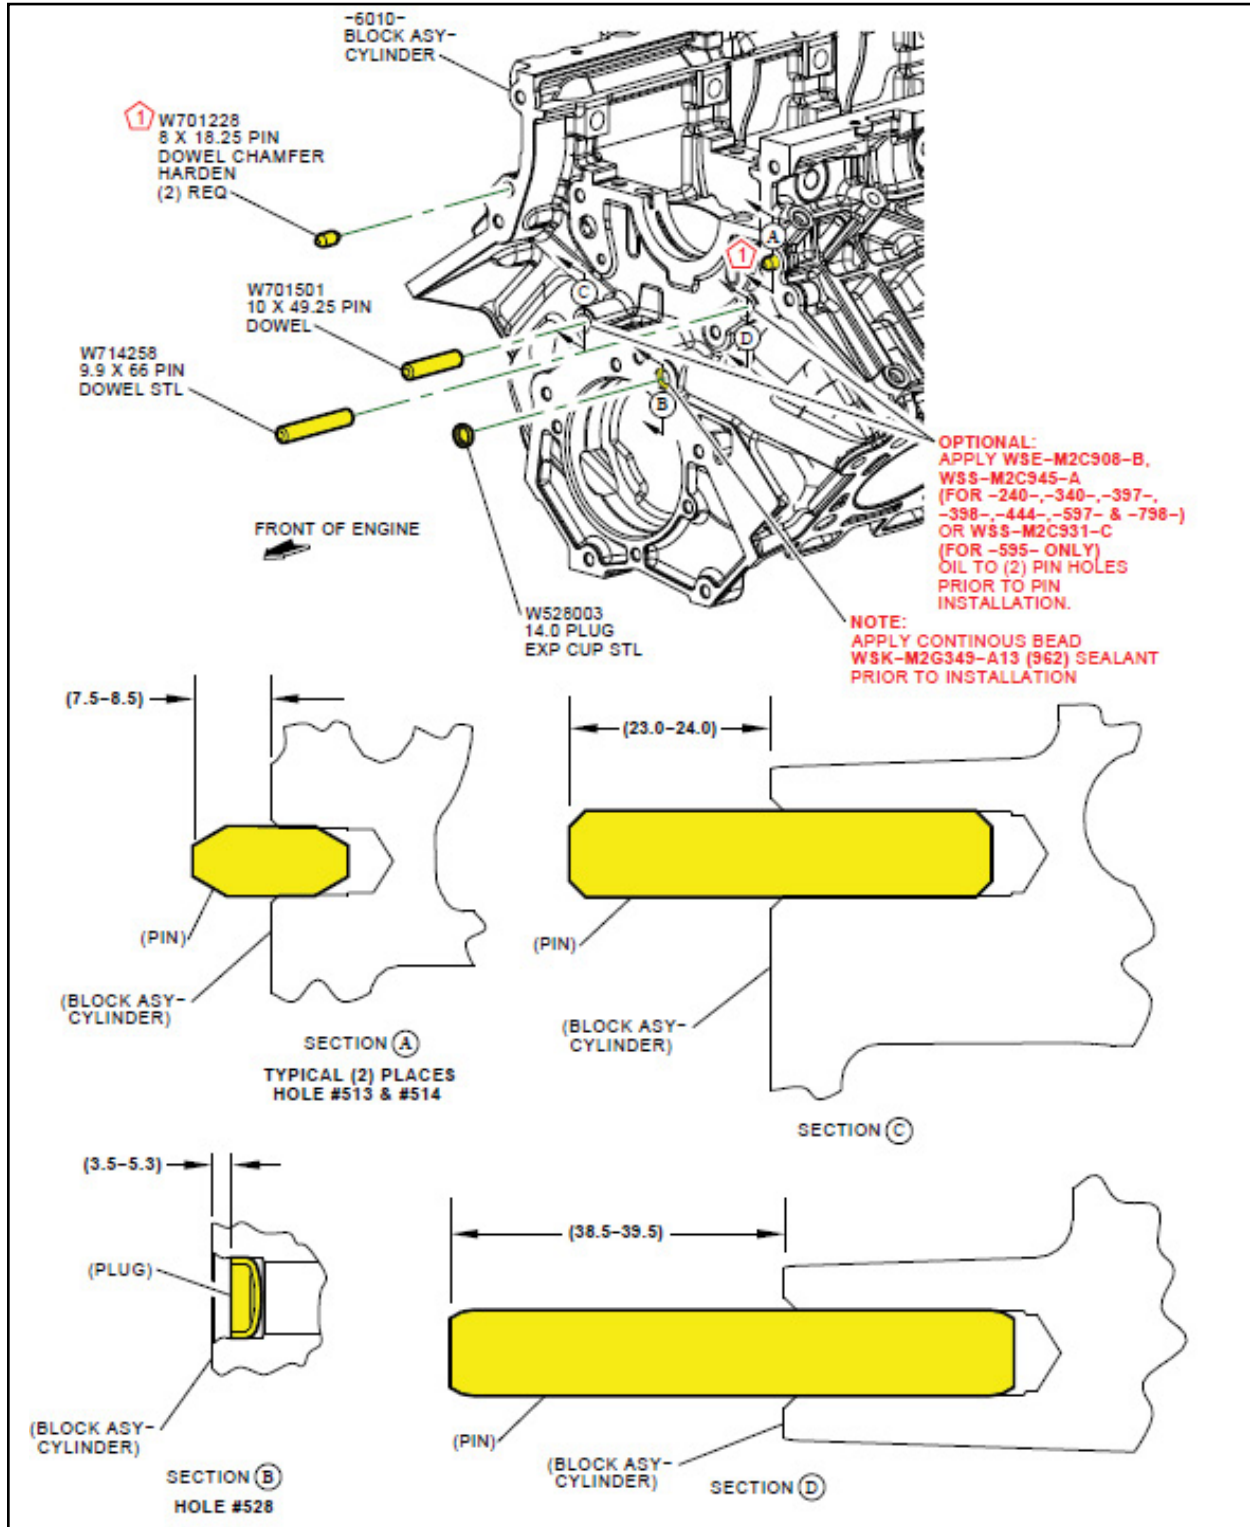 -6010-
BLOCK ASY-
CYLINDER
1
W701228
8 X 18.25 PIN
DOWEL CHAMFER
HARDEN
(2) REQ
A
1
C
W701501
10 X 49.25 PIN
DOWEL
D
W714258
9.9 X 66 PIN
DOWEL STL
B
OPTIONAL:
APPLY WSE-M2C908-B,
WSS-M2C945-A
(FOR -240-,-340-,-397-,
-398-,-444-,-597- & -798-)
OR WSS-M2C931-C
(FOR -595- ONLY)
OIL TO (2) PIN HOLES
PRIOR TO PIN
INSTALLATION.
FRONT OF ENGINE
W528003
14.0 PLUG
EXP CUP STL
NOTE:
APPLY CONTINOUS BEAD
WSK-M2G349-A13 (962) SEALANT
PRIOR TO INSTALLATION
(7.5-8.5)
(PIN)
(BLOCK ASY-
CYLINDER)
SECTION A
TYPICAL (2) PLACES
HOLE #513 & #514
(23.0-24.0)
(PIN)
(BLOCK ASY-
CYLINDER)
SECTION C
(3.5-5.3)
(PLUG)
(BLOCK ASY-
CYLINDER)
SECTION B
HOLE #528
(38.5-39.5)
(PIN)
(BLOCK ASY-
CYLINDER)
SECTION D